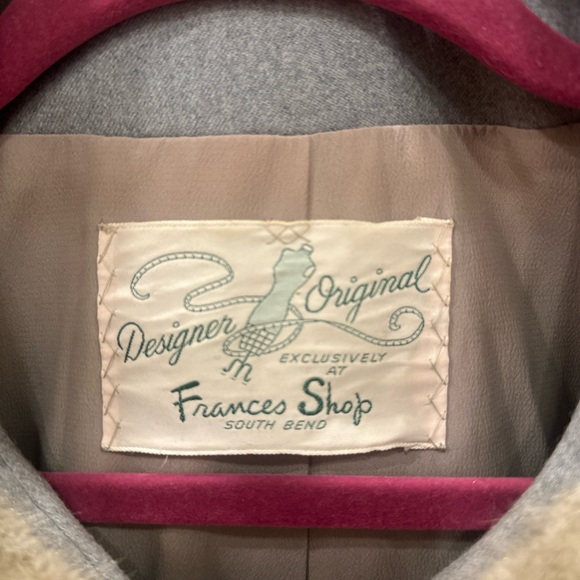 Designer Original
EXCLUSIVELY
AT
Frances Shop
SOUTH BEND